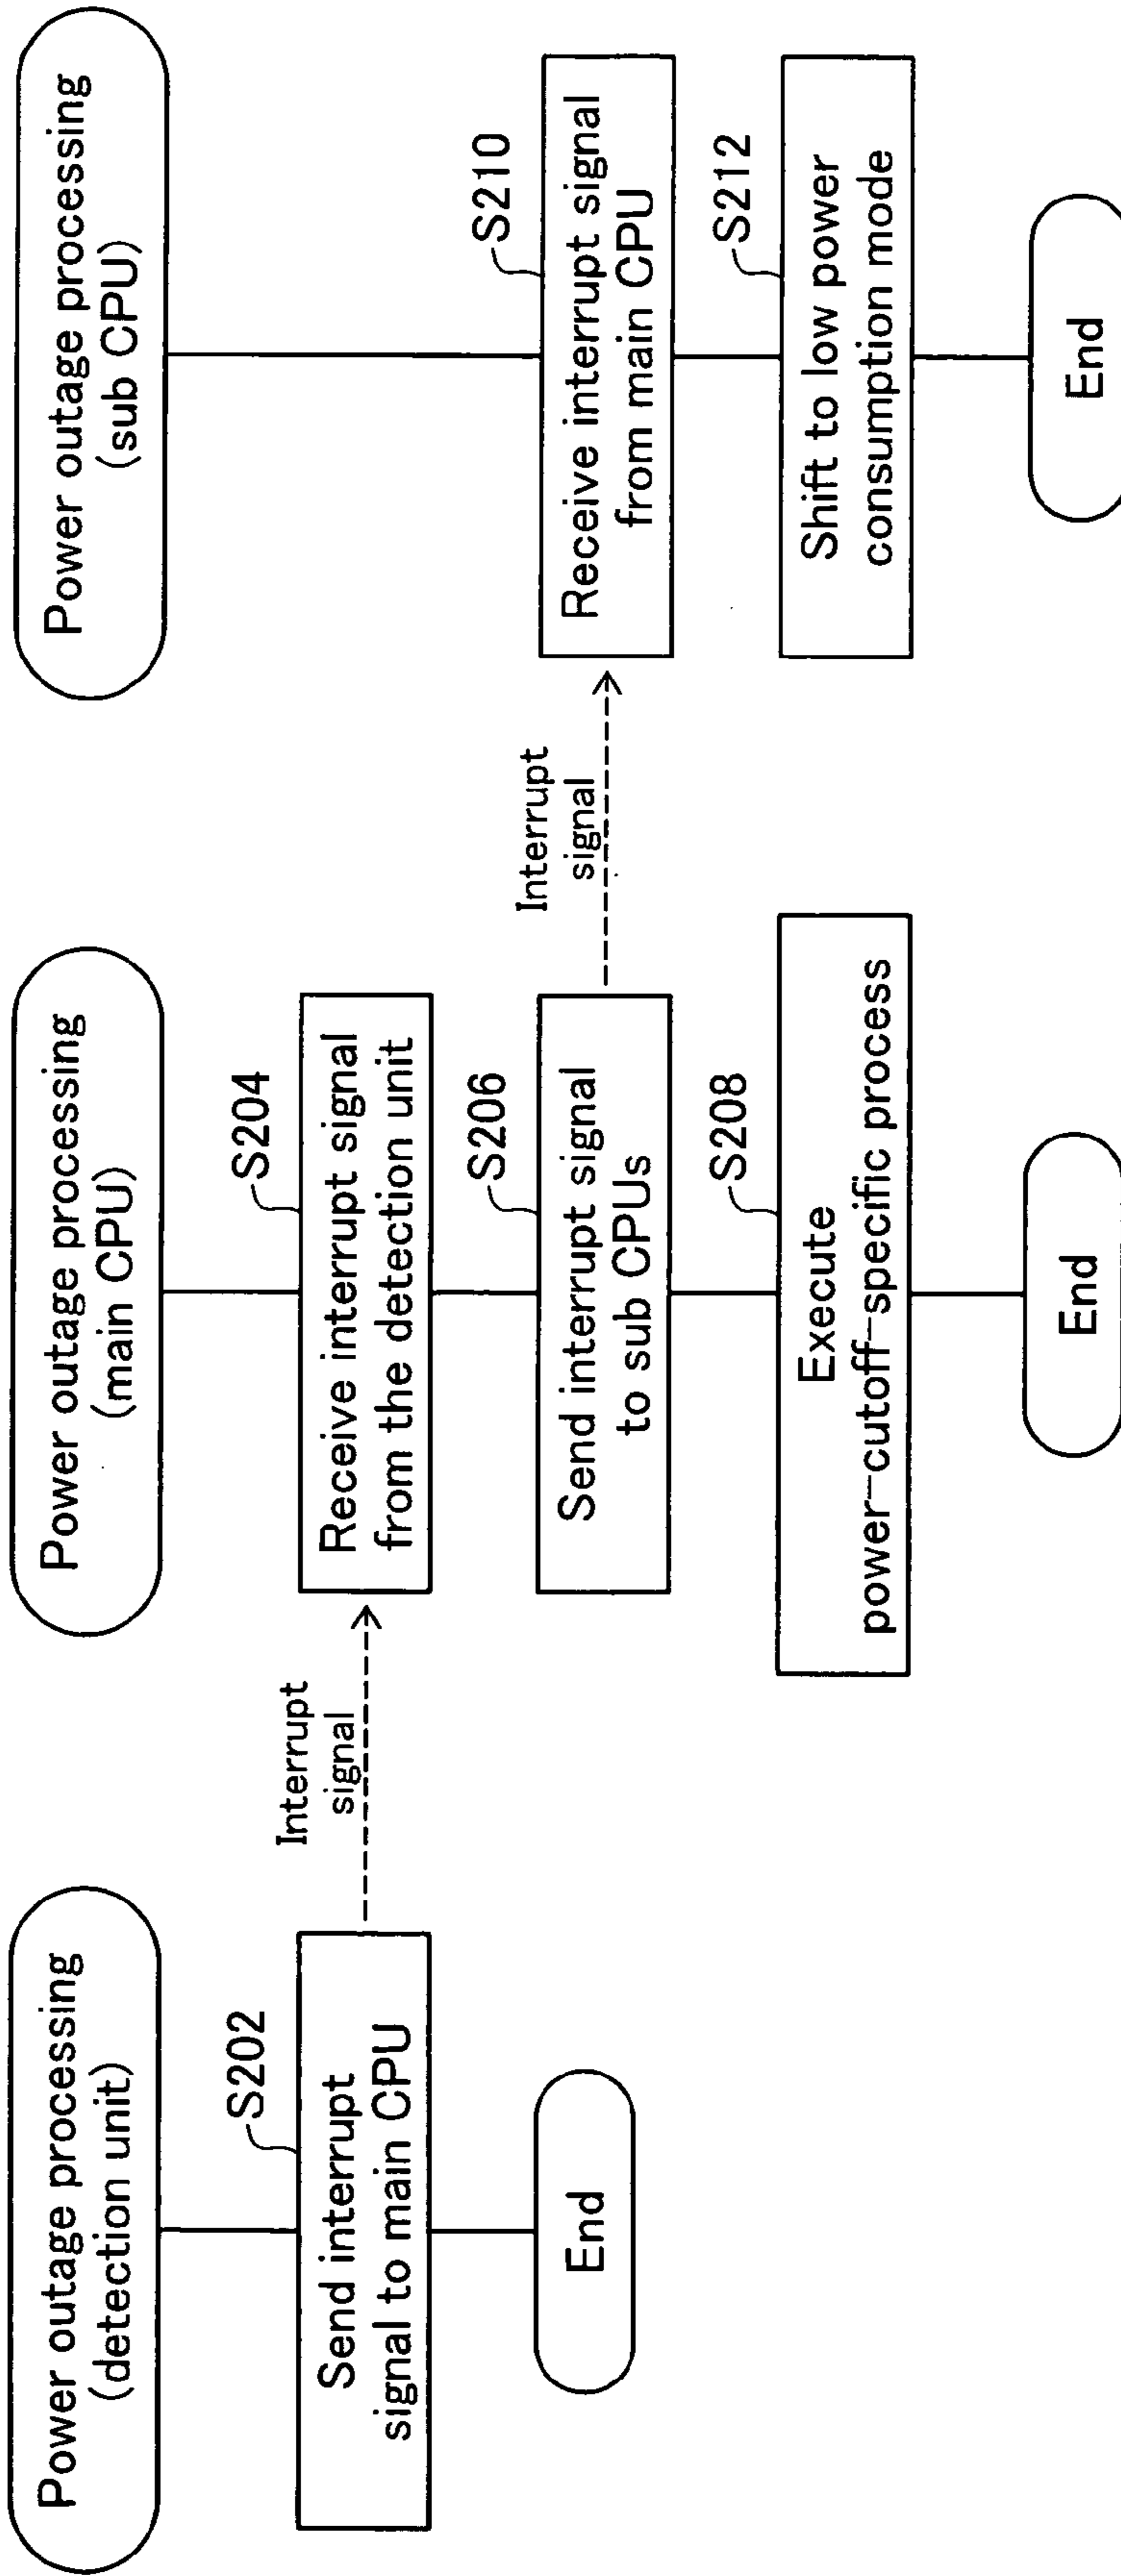 Power outage processing
(detection unit)
S202
Send interrupt
signal to main CPU
End
Interrupt
signal
Power outage processing
(main CPU)
S204
Receive interrupt signal
from the detection unit
S206
Send interrupt signal
to sub CPUs
S208
Execute
power-cutoff-specific process
End
Interrupt
signal
Power outage processing
(sub CPU)
S210
Receive interrupt signal
from main CPU
S212
Shift to low power
consumption mode
End